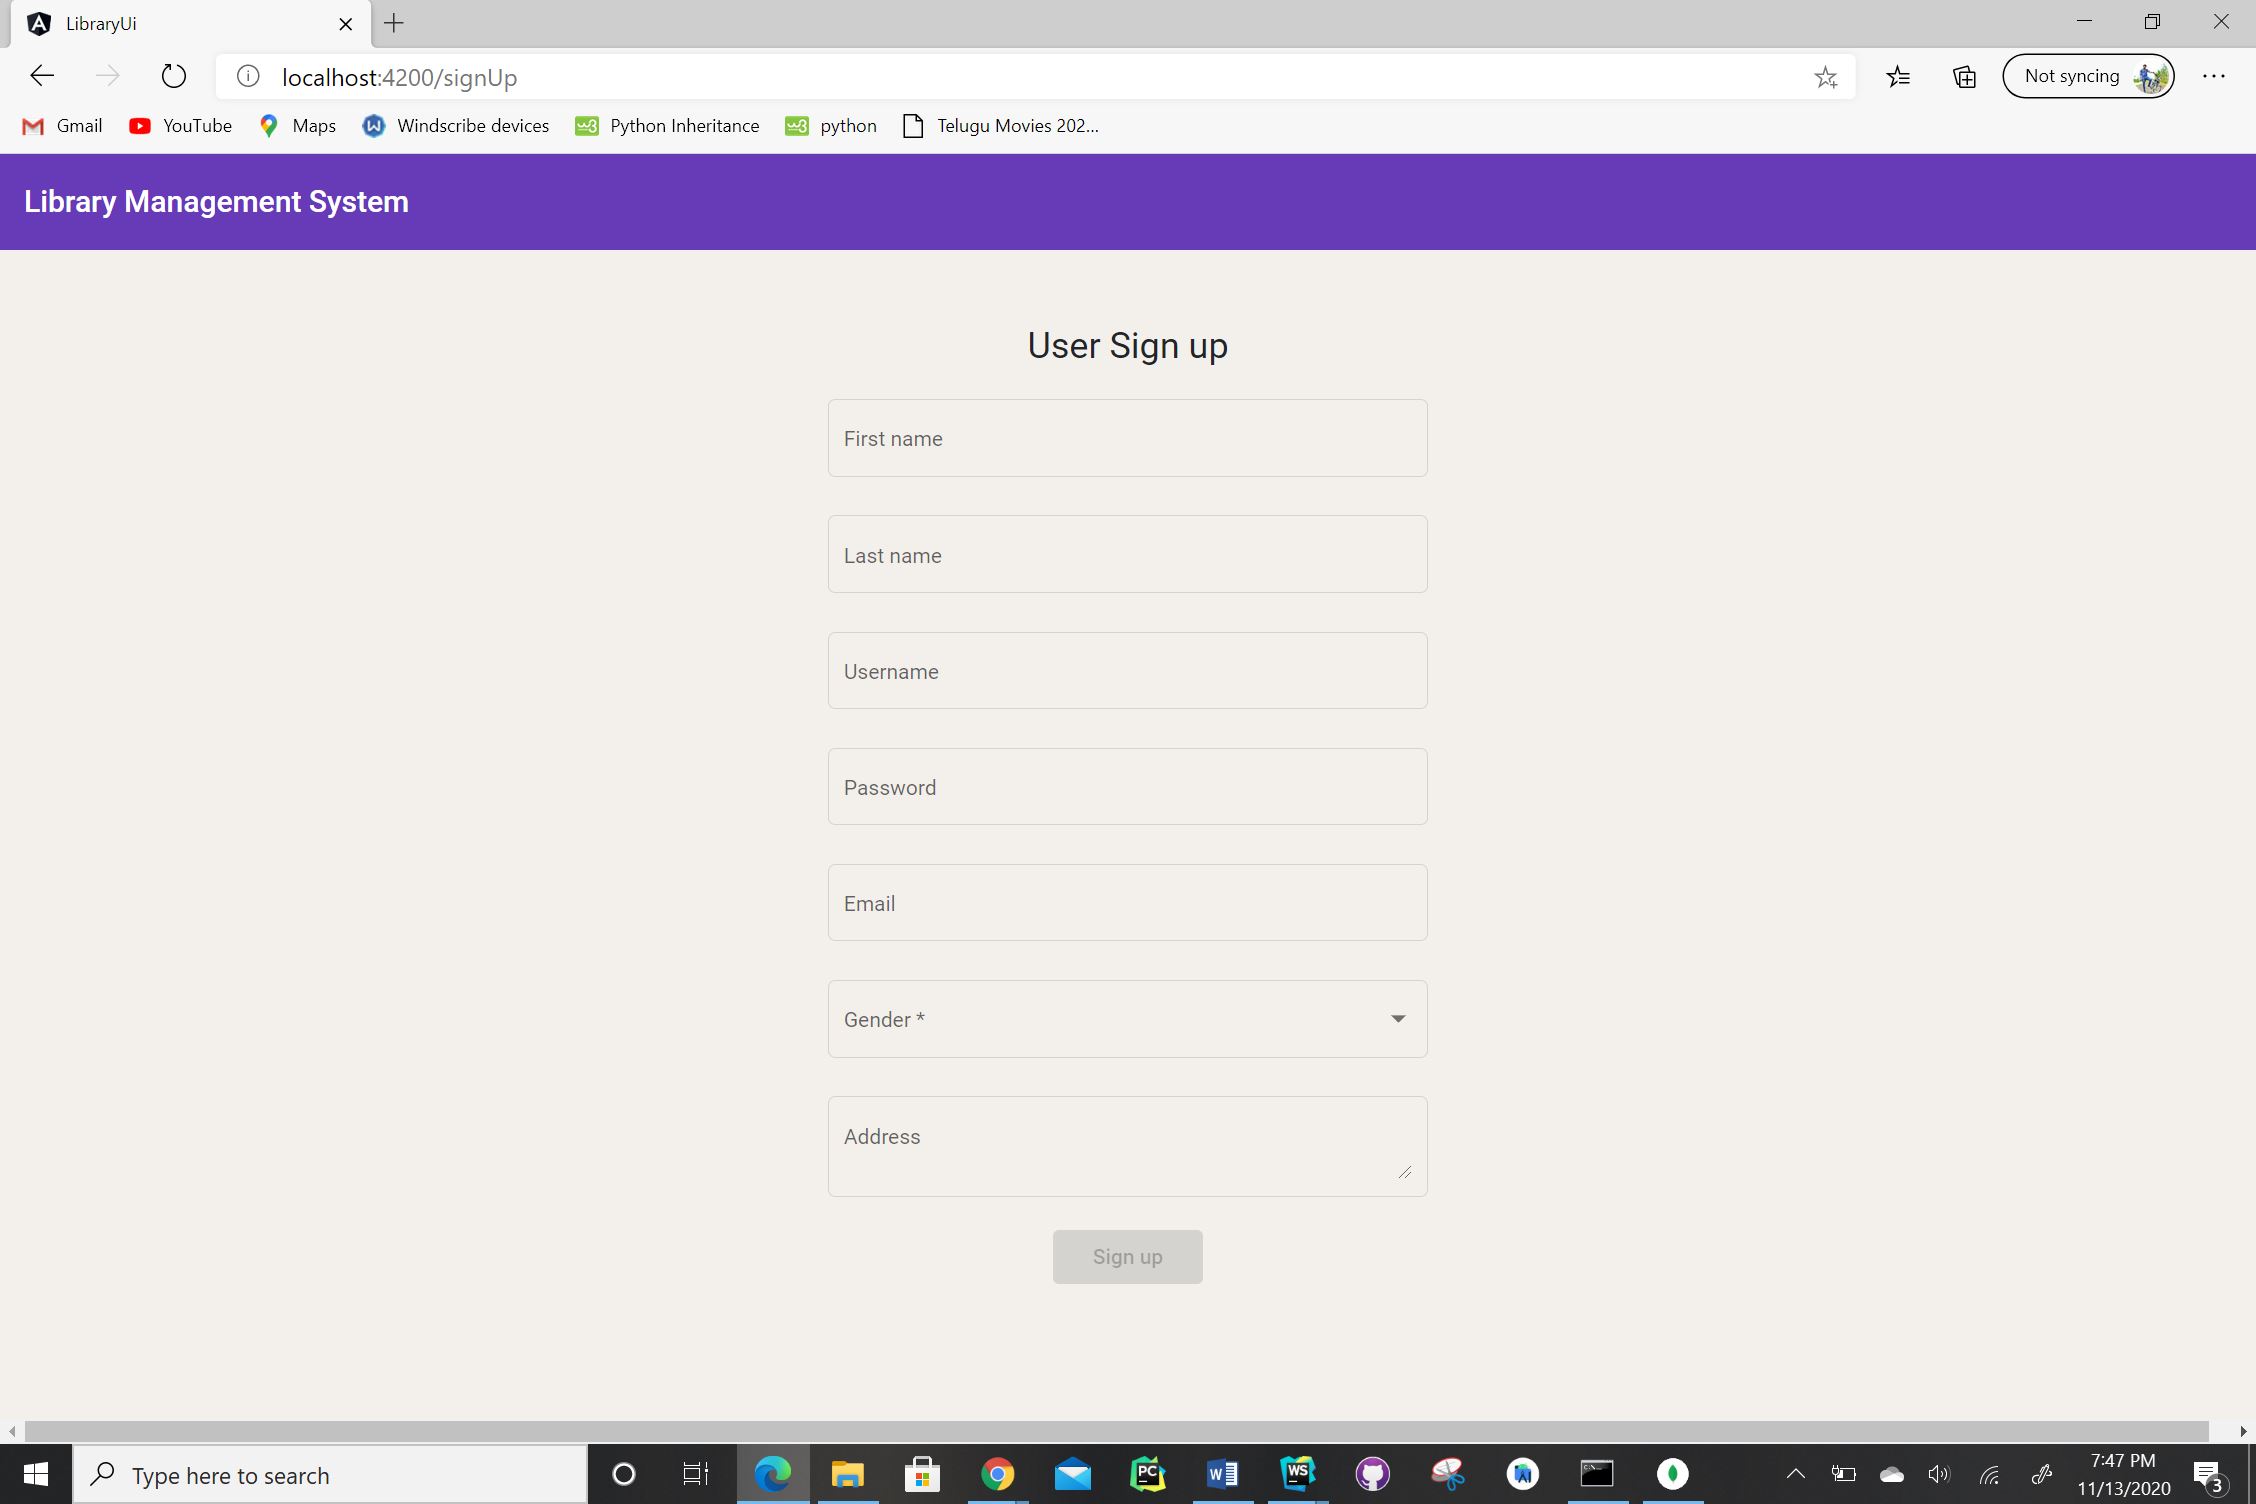 LibraryUi
localhost:4200/signUp
Not syncing
Gmail YouTube Maps Windscribe devices Python Inheritance python Telugu Movies 202...
Library Management System
User Sign up
First name
Last name
Username
Password
Email
Gender *
Address
Sign up
Type here to search
7:47 PM
11/13/2020
3